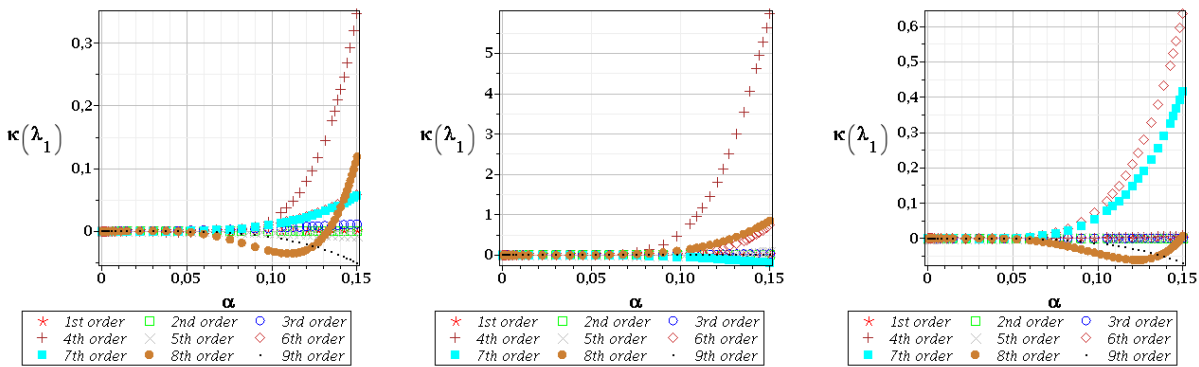 0,3
0,2
κ(λ1)
0,1
0
0 0,05 0,10 0,15
α
1st order 2nd order 3rd order
4th order 5th order 6th order
7th order 8th order 9th order
5
4
κ(λ1)
3
2
1
0
0 0,05 0,10 0,15
α
1st order 2nd order 3rd order
4th order 5th order 6th order
7th order 8th order 9th order
0,6
0,5
0,4
κ(λ1)
0,3
0,2
0,1
0
0 0,05 0,10 0,15
α
1st order 2nd order 3rd order
4th order 5th order 6th order
7th order 8th order 9th order